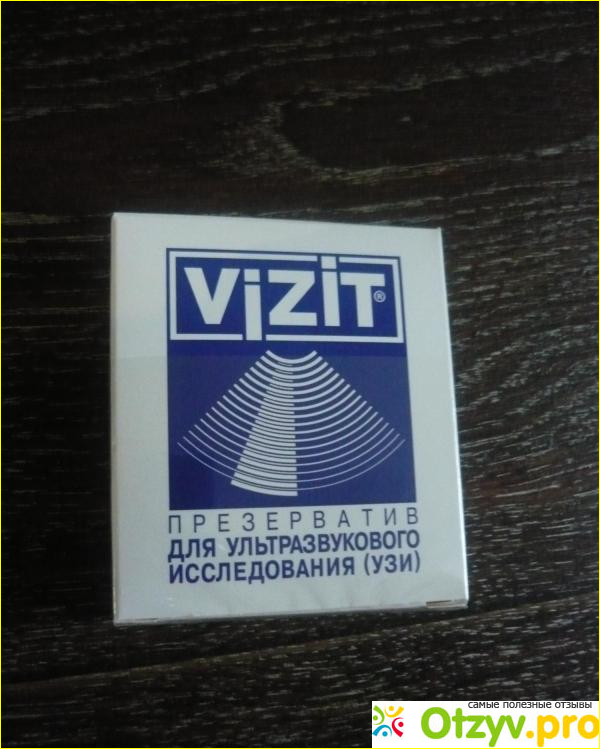 ViZiT®
ПРЕЗЕРВАТИВ
ДЛЯ УЛЬТРАЗВУКОВОГО
ИССЛЕДОВАНИЯ (УЗИ)
самые полезные отзывы
Otzyv.pro